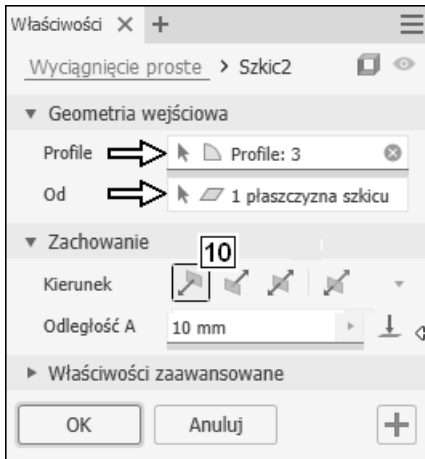 Właściwości × +
Wyciągnięcie proste > Szkic2
Geometria wejściowa
Profile Profile: 3
Od 1 płaszczyzna szkicu
Zachowanie
10
Kierunek
Odległość A 10 mm
Właściwości zaawansowane
OK Anuluj +